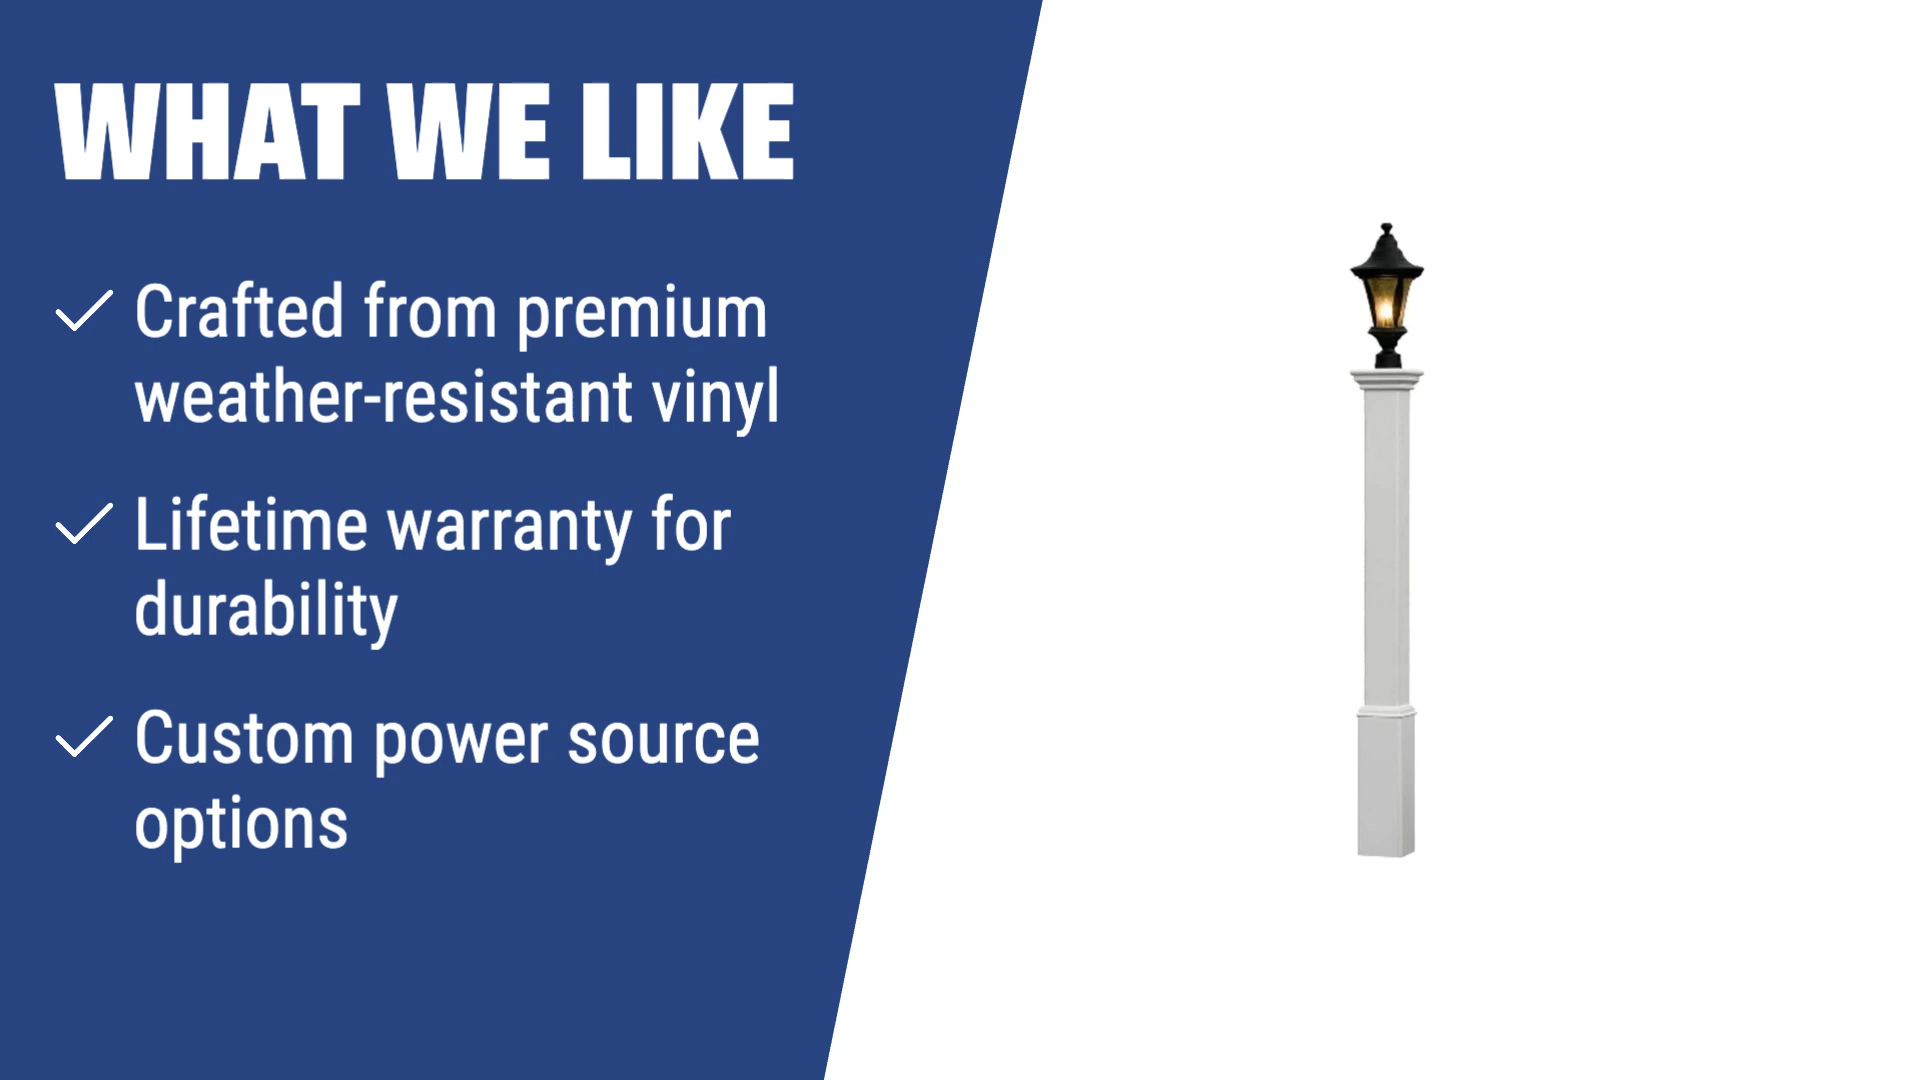 WHAT WE LIKE
Crafted from premium
weather-resistant vinyl
Lifetime warranty for
durability
Custom power source
options